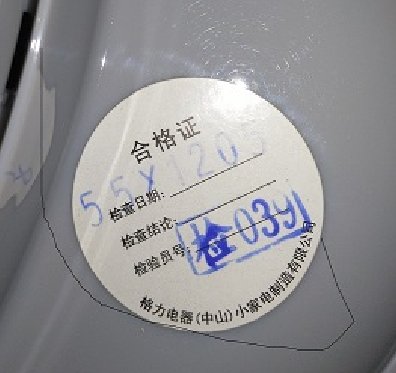 合格证
55X1205
检查日期:
检查结论:
检验员号:
检039
格力电器(中山)小家电制造有限公司